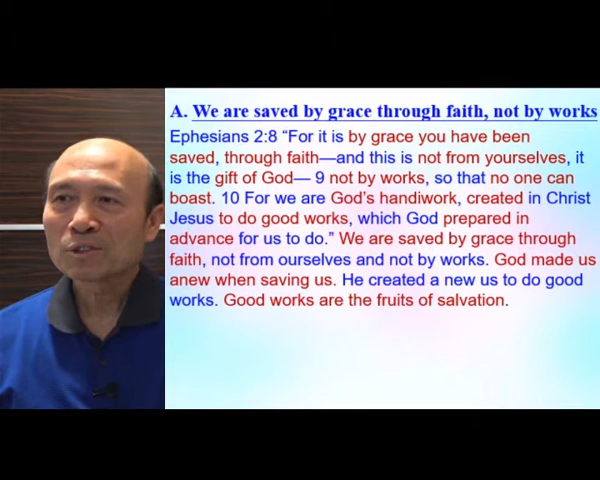 A. We are saved by grace through faith, not by works
Ephesians 2:8 “For it is by grace you have been
saved, through faith—and this is not from yourselves, it
is the gift of God— 9 not by works, so that no one can
boast. 10 For we are God’s handiwork, created in Christ
Jesus to do good works, which God prepared in
advance for us to do.” We are saved by grace through
faith, not from ourselves and not by works. God made us
anew when saving us. He created a new us to do good
works. Good works are the fruits of salvation.